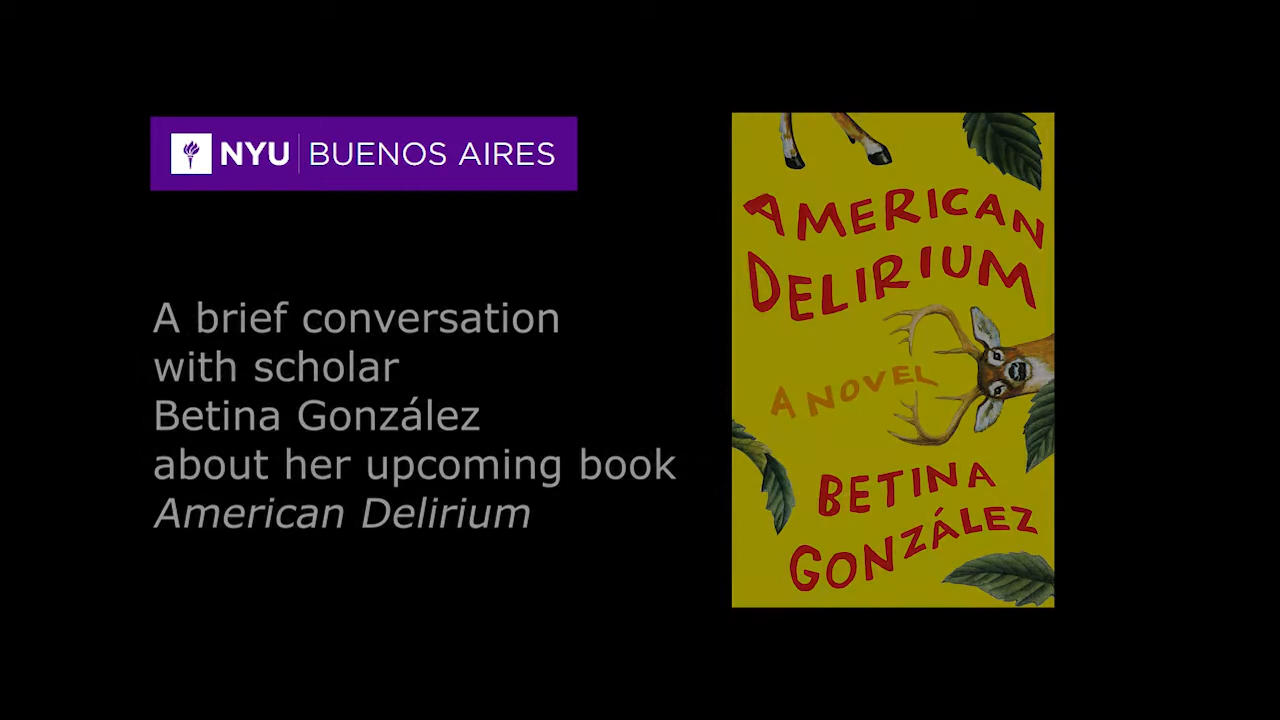 NYU | BUENOS AIRES
A brief conversation
with scholar
Betina González
about her upcoming book
American Delirium
AMERICAN
DELIRIUM
A NOVEL
BETINA
GONZÁLEZ